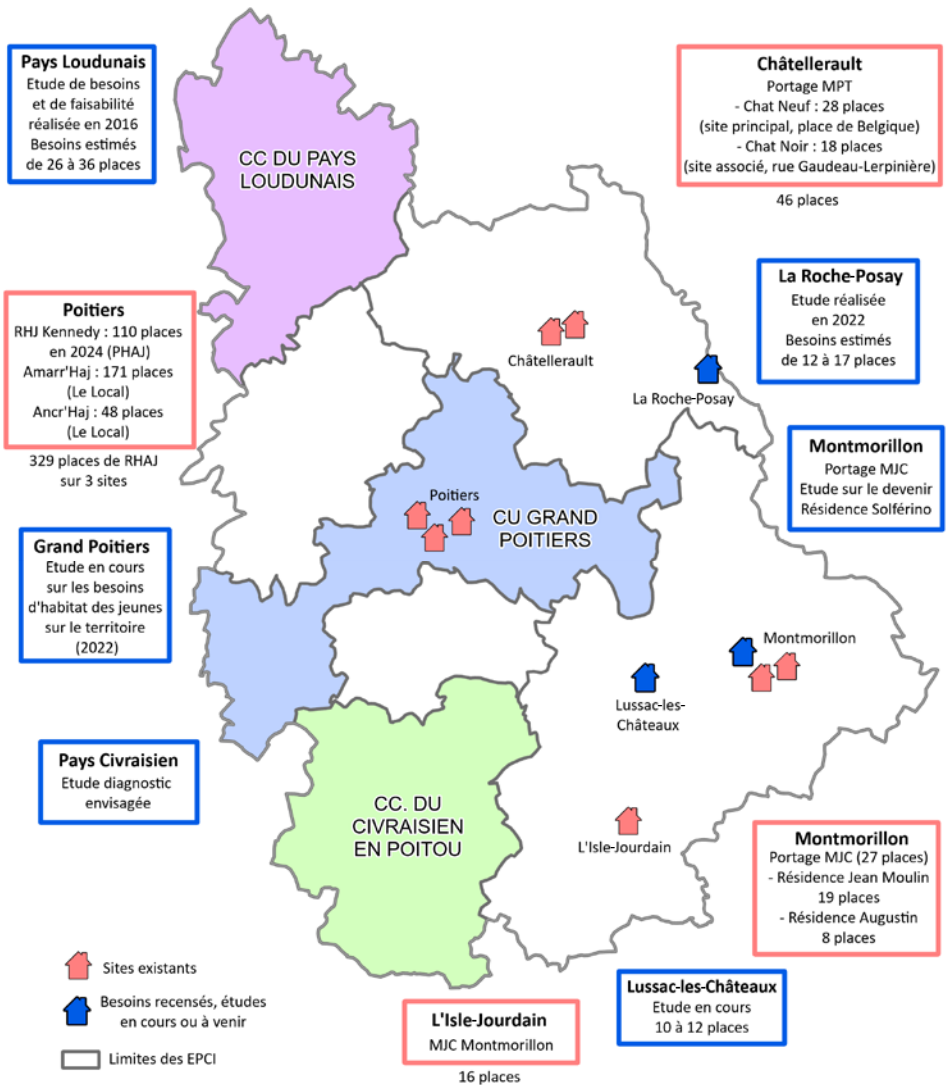 Pays Loudunais
Etude de besoins
et de faisabilité
réalisée en 2016
Besoins estimés
de 26 à 36 places
Châtellerault
Portage MPT
- Chat Neuf : 28 places
(site principal, place de Belgique)
- Chat Noir : 18 places
(site associé, rue Gaudeau-Lerpinière)
46 places
CC DU PAYS
LOUDUNAIS
La Roche-Posay
Etude réalisée
en 2022
Besoins estimés
de 12 à 17 places
Poitiers
RHJ Kennedy : 110 places
en 2024 (PHAJ)
Amarr'Haj : 171 places
(Le Local)
Ancr'Haj : 48 places
(Le Local)
329 places de RHAJ
sur 3 sites
Châtellerault
La Roche-Posay
Montmorillon
Portage MJC
Etude sur le devenir
Résidence Solférino
Poitiers
CU GRAND
POITIERS
Grand Poitiers
Etude en cours
sur les besoins
d'habitat des jeunes
sur le territoire
(2022)
Montmorillon
Lussac-les-
Châteaux
Pays Civraisien
Etude diagnostic
envisagée
CC. DU
CIVRAISIEN
EN POITOU
L'Isle-Jourdain
Montmorillon
Portage MJC (27 places)
- Résidence Jean Moulin
19 places
- Résidence Augustin
8 places
Sites existants
Besoins recensés, études
en cours ou à venir
Limites des EPCI
L'Isle-Jourdain
MJC Montmorillon
16 places
Lussac-les-Châteaux
Etude en cours
10 à 12 places